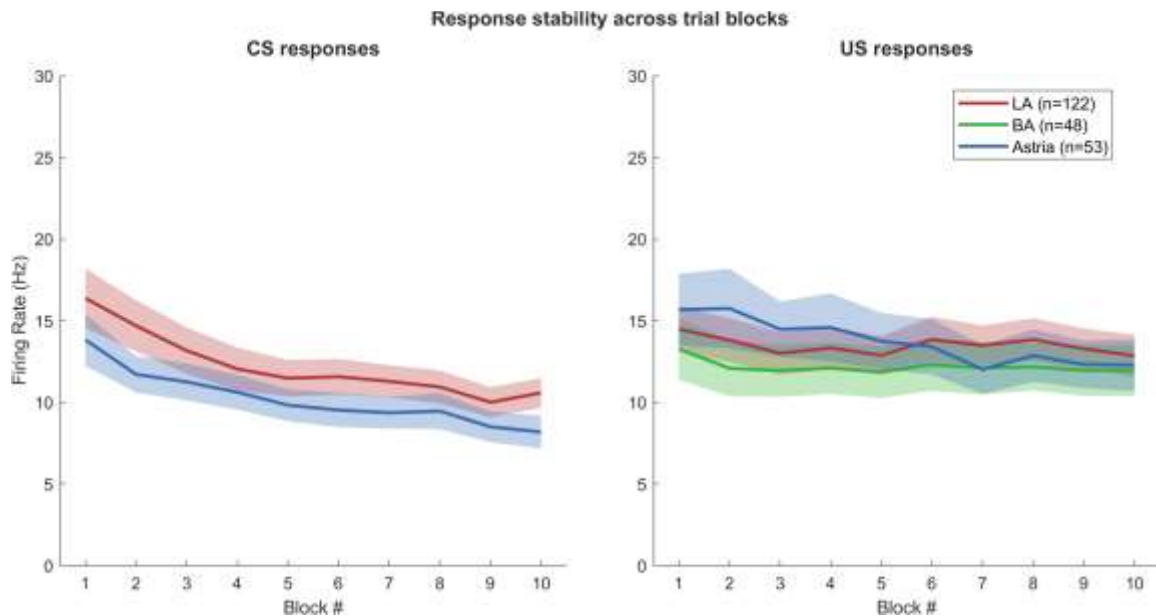 Response stability across trial blocks
CS responses
US responses
30
25
20
15
10
5
0
Firing Rate (Hz)
1 2 3 4 5 6 7 8 9 10
Block #
30
25
20
15
10
5
0
LA (n=122)
BA (n=48)
Astria (n=53)
1 2 3 4 5 6 7 8 9 10
Block #